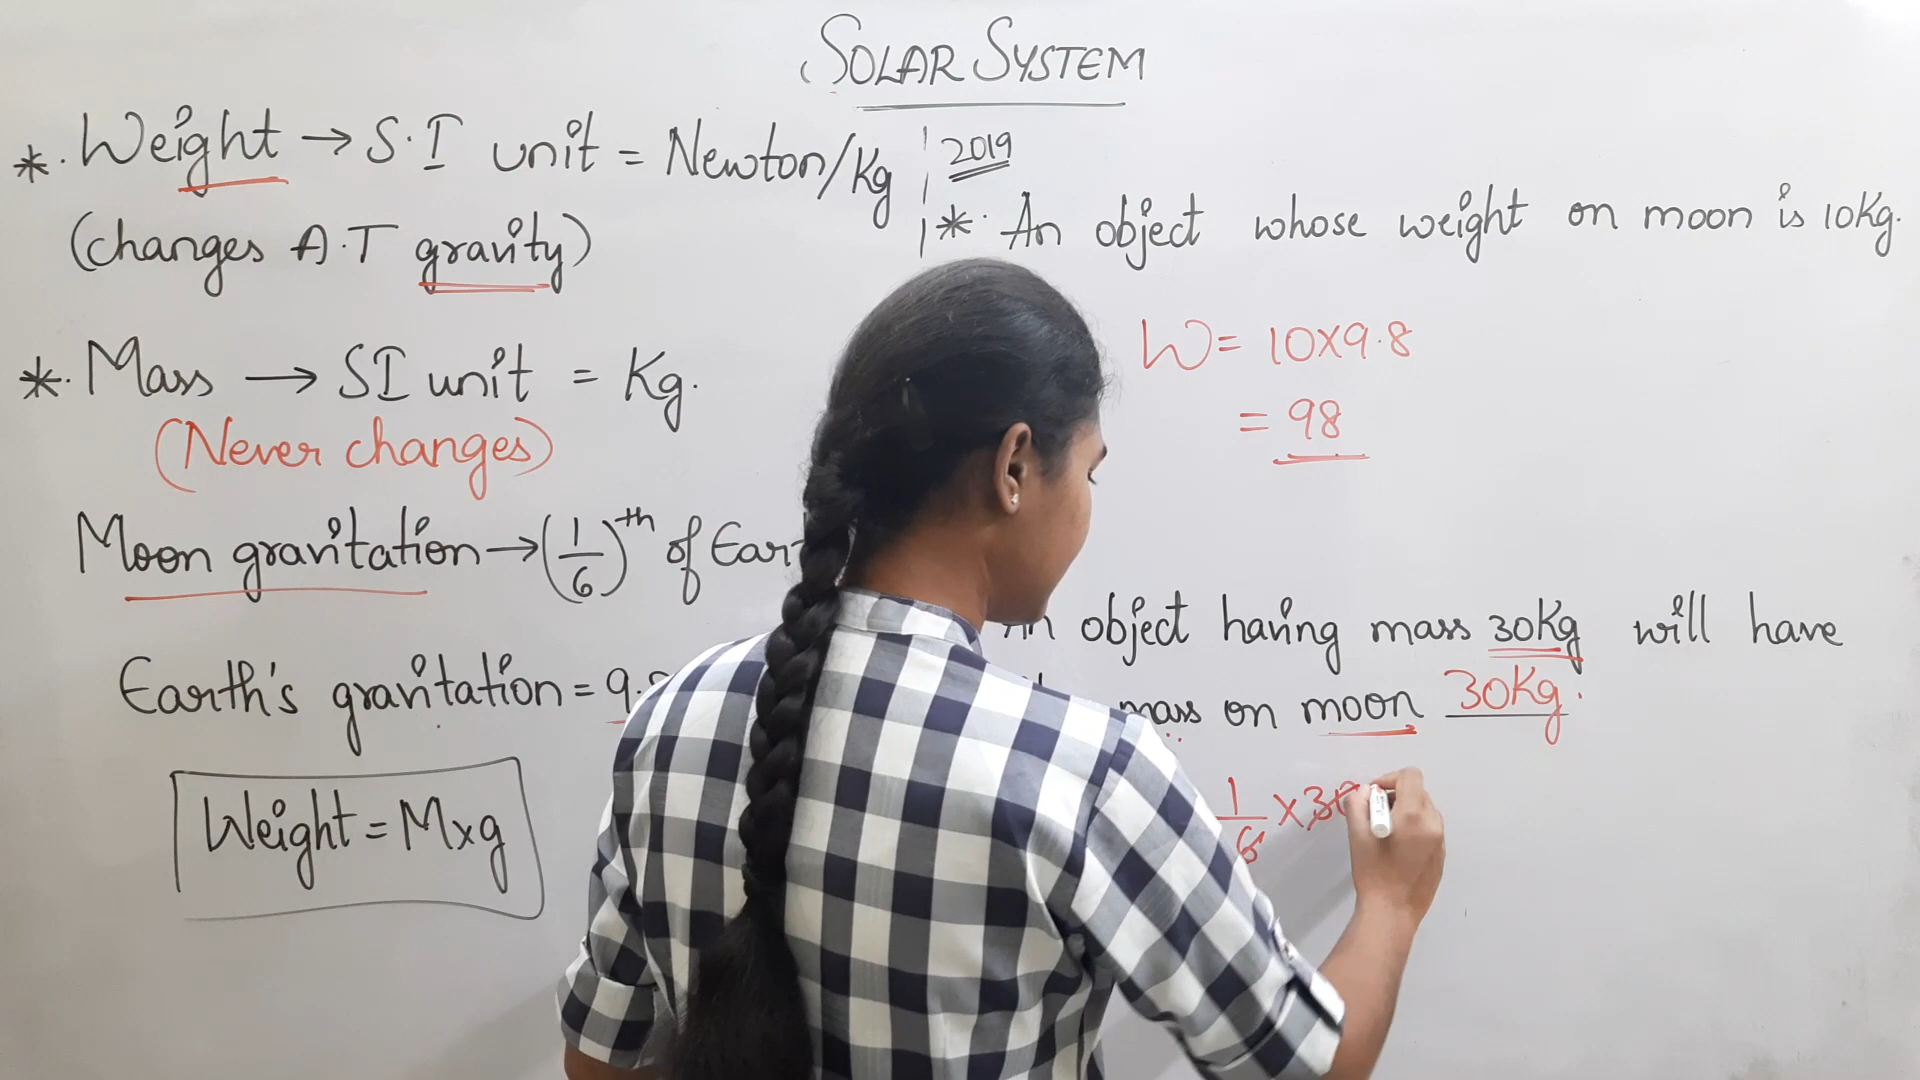 SOLAR SYSTEM
*. Weight → S.I unit = Newton/Kg
(changes A.T gravity)
*. Mass → SI unit = Kg.
(Never changes)
Moon gravitation → (1/6)th of Ear
Earth's gravitation = 9.
Weight = M×g
2019
*. An object whose weight on moon is 10Kg.
W = 10×9.8
= 98
An object having mass 30Kg will have
mass on moon 30Kg.
1/6 × 30